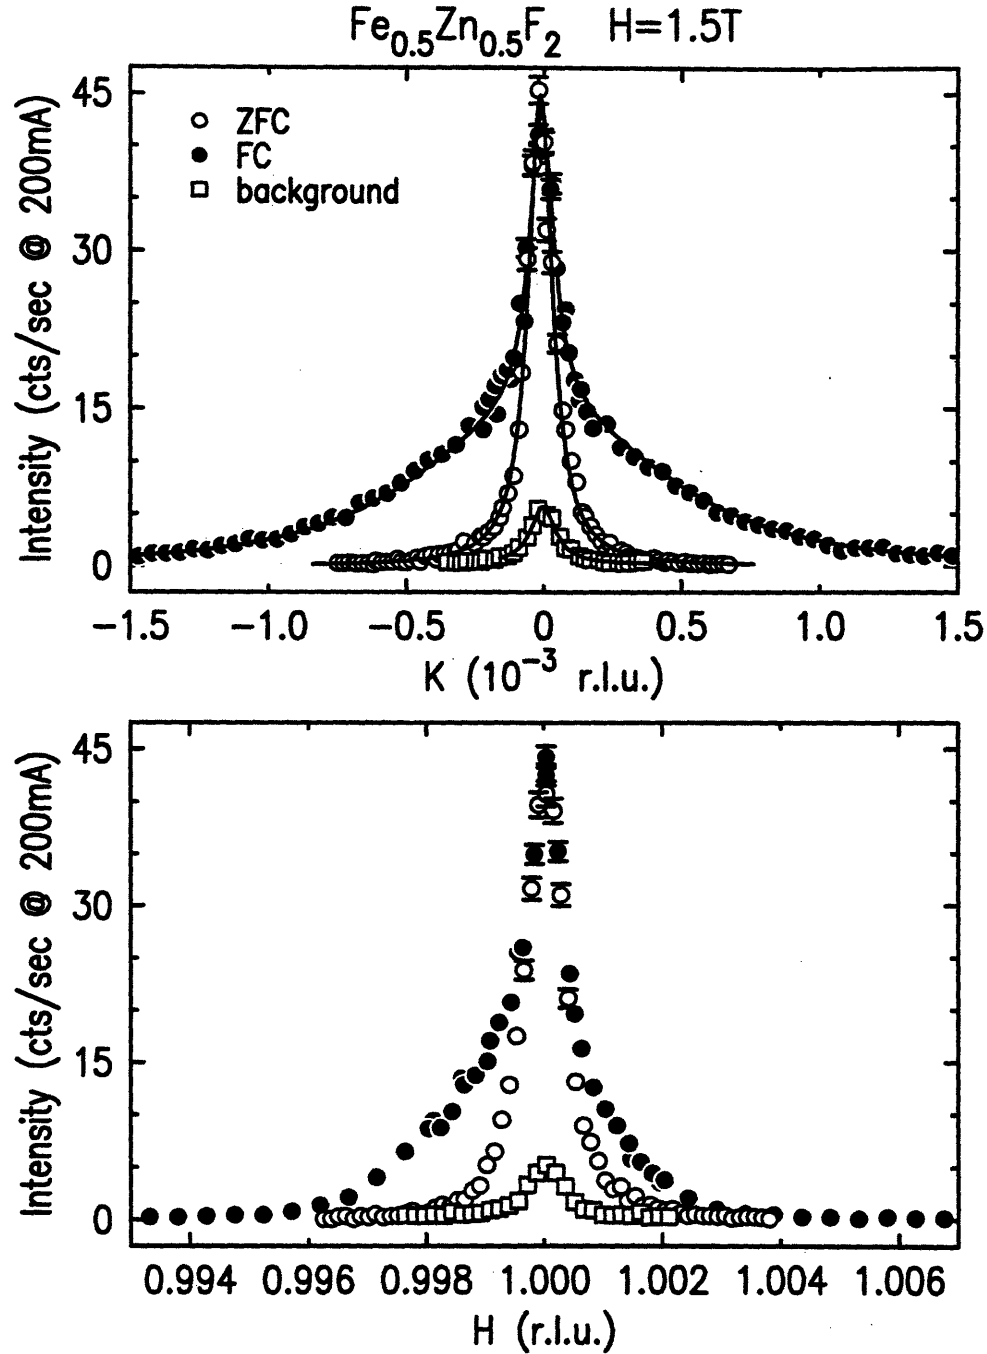 Fe0.5Zn0.5F2 H=1.5T
45
30
15
0
Intensity (cts/sec @ 200mA)
ZFC
FC
background
−1.5 −1.0 −0.5 0 0.5 1.0 1.5
K (10−3 r.l.u.)
45
30
15
0
Intensity (cts/sec @ 200mA)
0.994 0.996 0.998 1.000 1.002 1.004 1.006
H (r.l.u.)